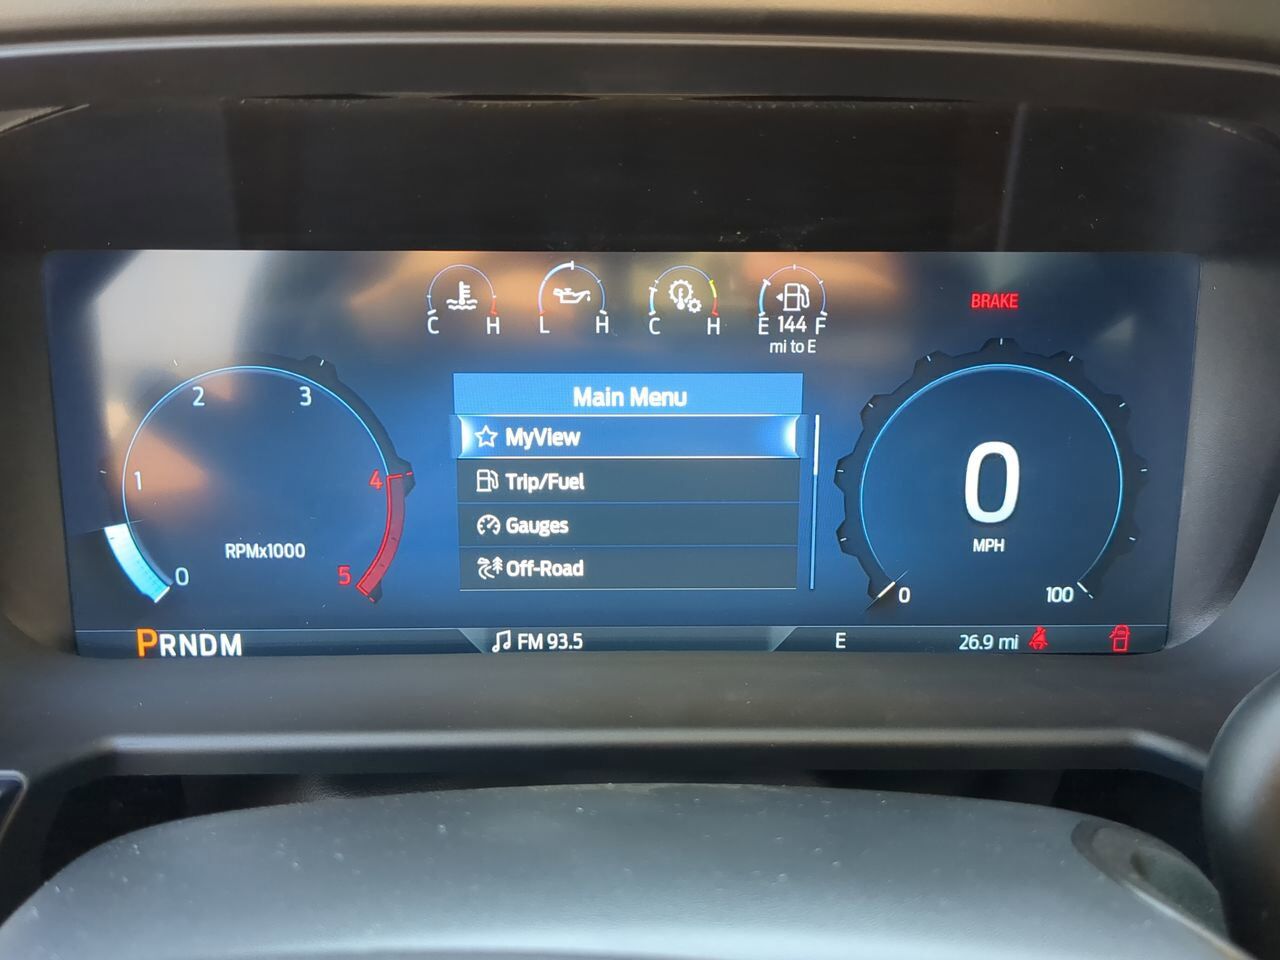 C H
L H
C H
E 144 F
mi to E
BRAKE
Main Menu
MyView
Trip/Fuel
Gauges
Off-Road
0
1
2
3
4
5
RPMx1000
0
MPH
0
100
PRNDM
FM 93.5
E
26.9 mi